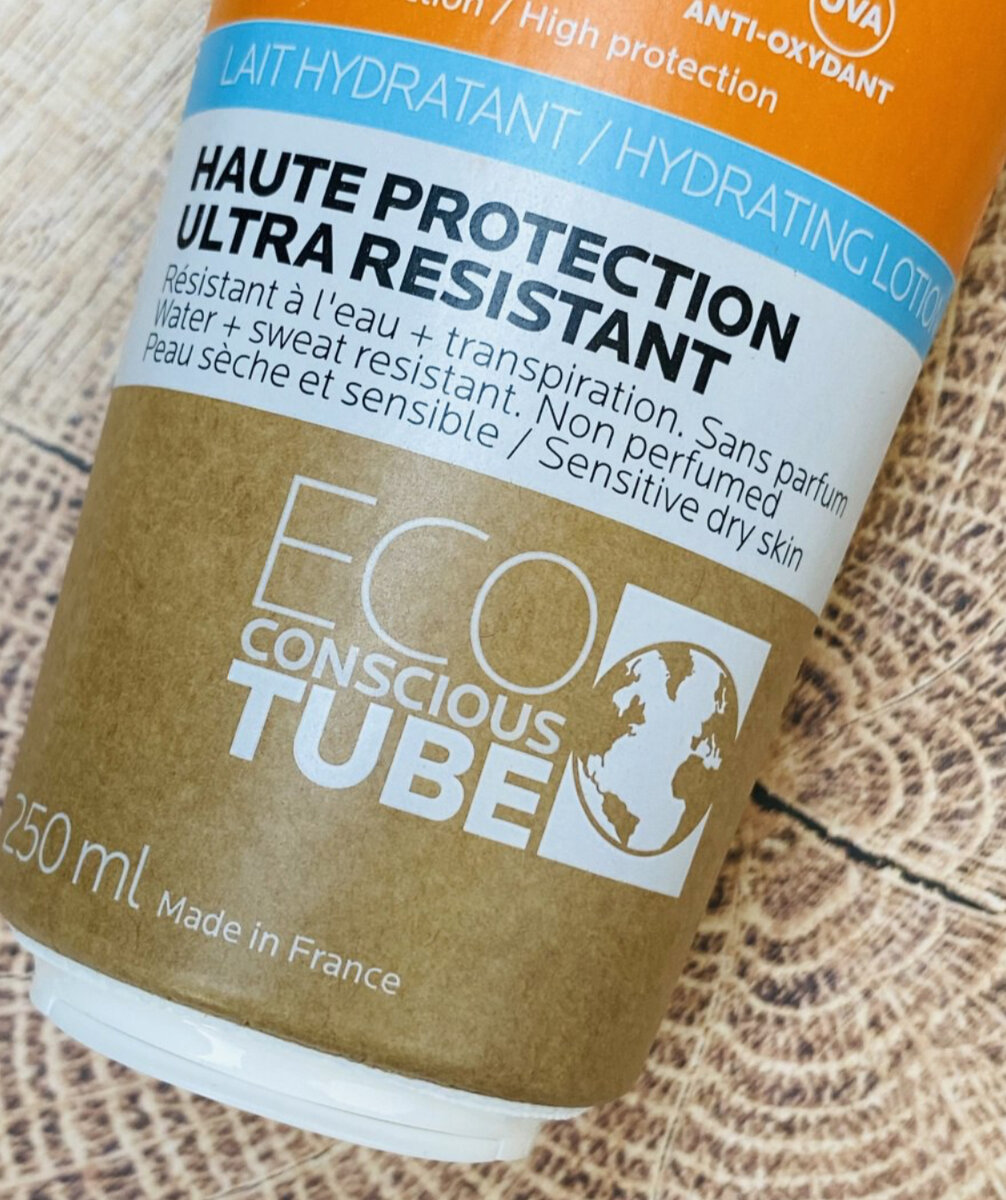 UVA
ANTI-OXYDANT
/ High protection
LAIT HYDRATANT / HYDRATING LOTION
HAUTE PROTECTION
ULTRA RESISTANT
Résistant à l'eau + transpiration. Sans parfum
Water + sweat resistant. Non perfumed
Peau sèche et sensible / Sensitive dry skin
ECO
CONSCIOUS
TUBE
250 ml Made in France